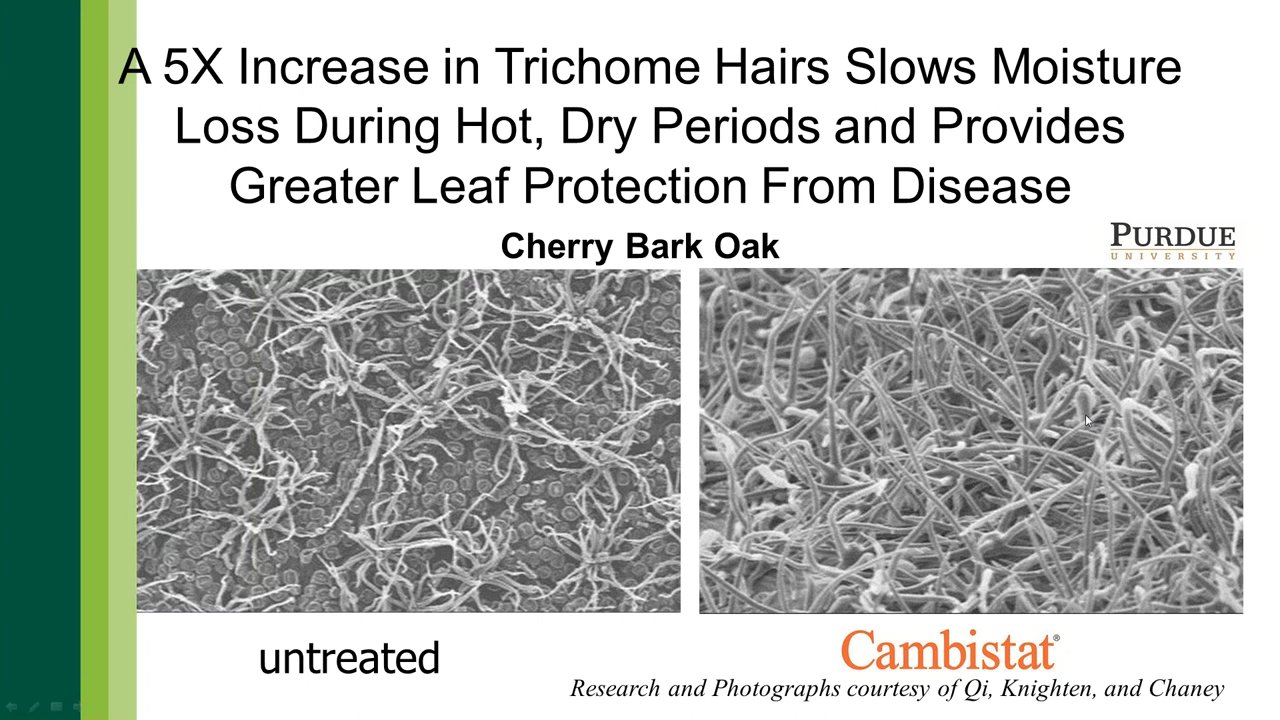 A 5X Increase in Trichome Hairs Slows Moisture
Loss During Hot, Dry Periods and Provides
Greater Leaf Protection From Disease
Cherry Bark Oak
PURDUE
UNIVERSITY
untreated
Cambistat®
Research and Photographs courtesy of Qi, Knighten, and Chaney